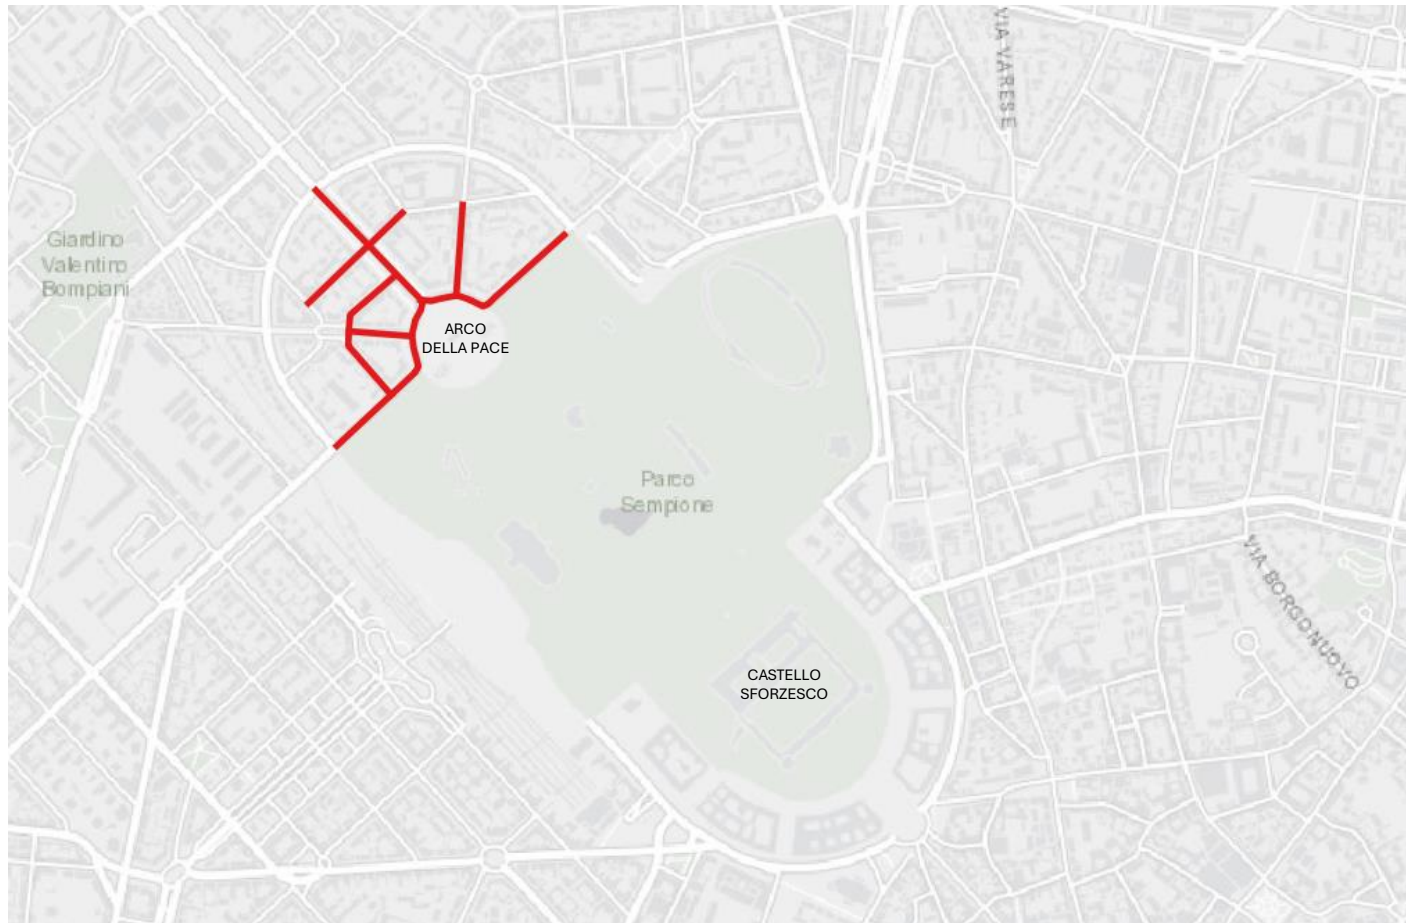 VIA VARESE
Giardino
Valentino
Bompiani
ARCO
DELLA PACE
Parco
Sempione
VIA BORGONUOVO
CASTELLO
SFORZESCO